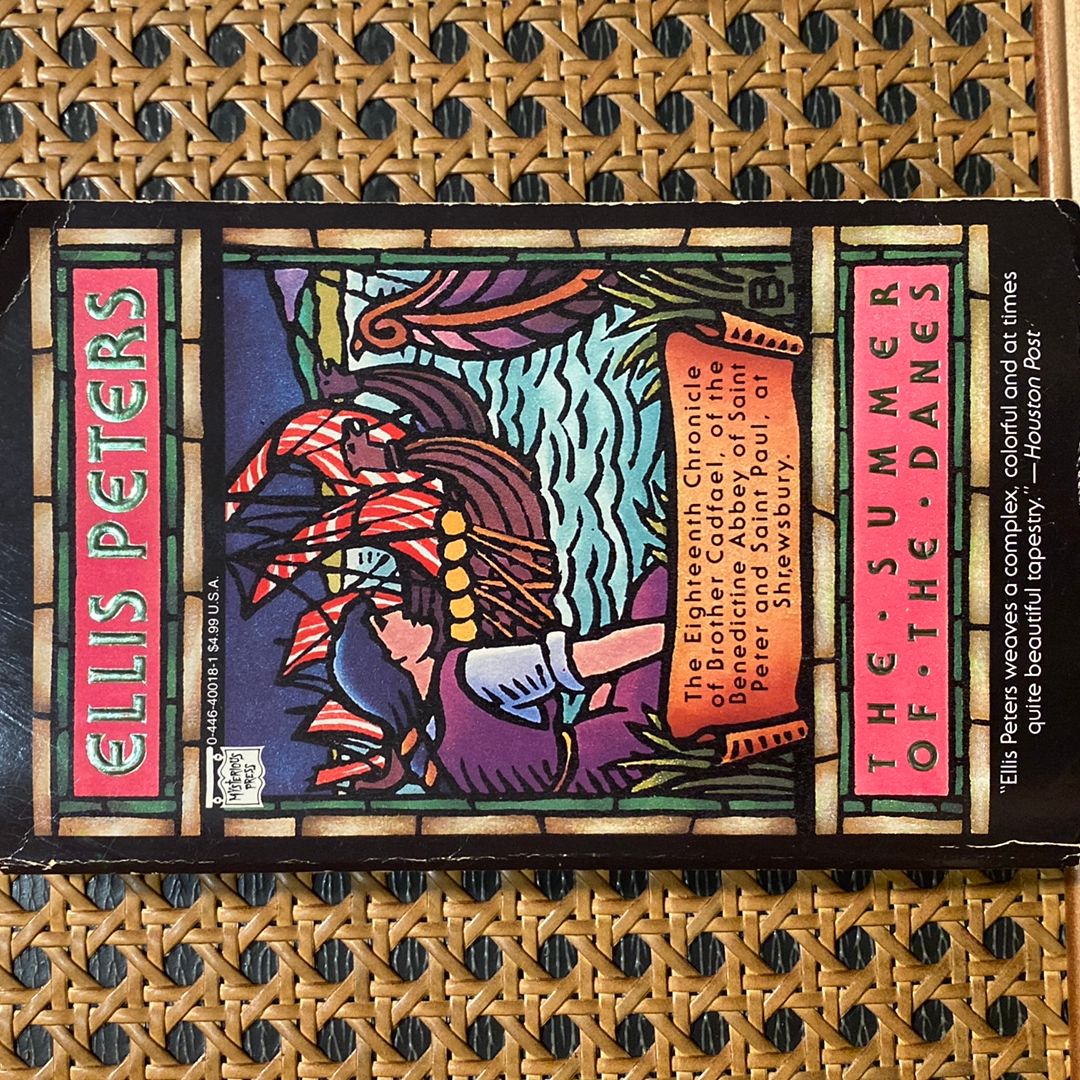 ELLIS PETERS
0-446-40018-1 $4.99 U.S.A.
MYSTERIOUS
PRESS
The Eighteenth Chronicle
of Brother Cadfael, of the
Benedictine Abbey of Saint
Peter and Saint Paul, at
Shrewsbury.
THE · SUMMER
OF · THE · DANES
"Ellis Peters weaves a complex, colorful and at times
quite beautiful tapestry."—Houston Post